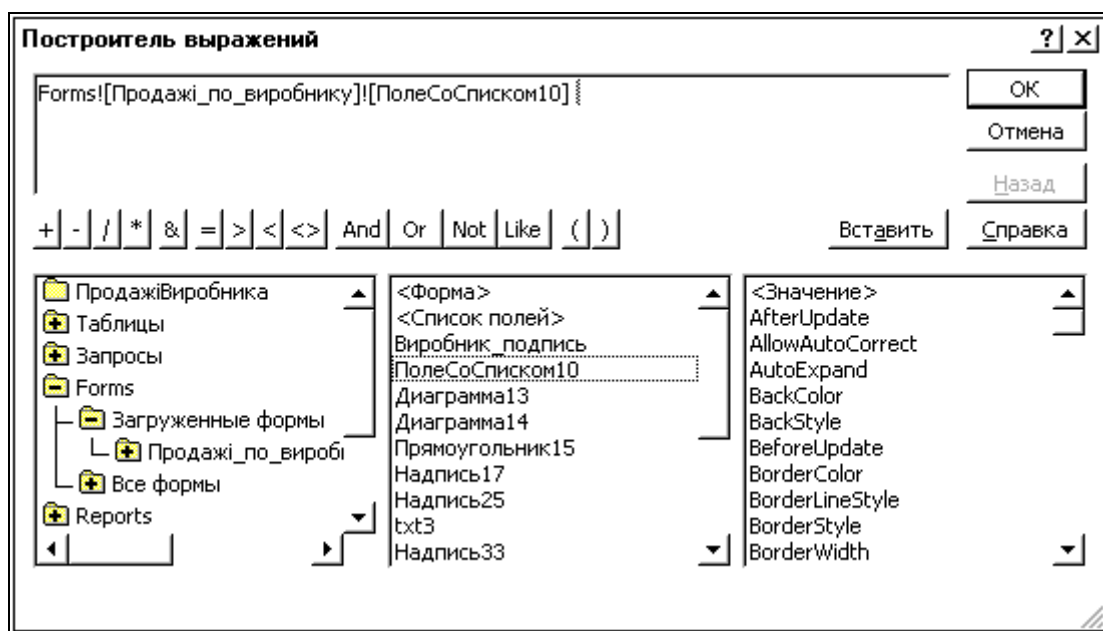 Построитель выражений
? ×
Forms![Продажі_по_виробнику]![ПолеСоСписком10]
ОК
Отмена
Назад
+ - / * & = > < <> And Or Not Like ( ) Вставить Справка
ПродажіВиробника
Таблицы
Запросы
Forms
Загруженные формы
Продажі_по_виробі
Все формы
Reports
<Форма>
<Список полей>
Виробник_подпись
ПолеСоСписком10
Диаграмма13
Диаграмма14
Прямоугольник15
Надпись17
Надпись25
txt3
Надпись33
<Значение>
AfterUpdate
AllowAutoCorrect
AutoExpand
BackColor
BackStyle
BeforeUpdate
BorderColor
BorderLineStyle
BorderStyle
BorderWidth